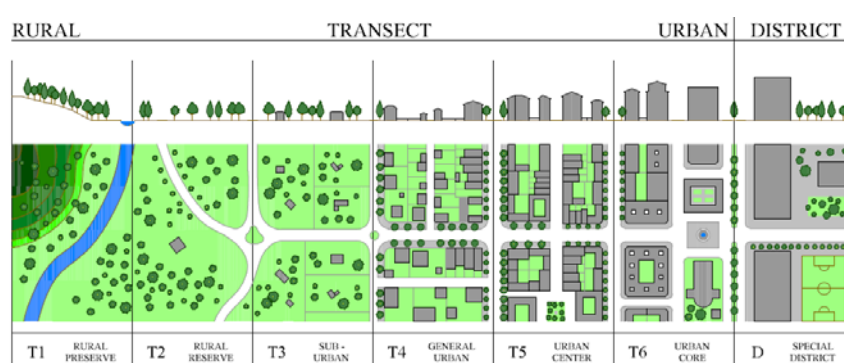 RURAL TRANSECT URBAN DISTRICT
T1 RURAL PRESERVE
T2 RURAL RESERVE
T3 SUB - URBAN
T4 GENERAL URBAN
T5 URBAN CENTER
T6 URBAN CORE
D SPECIAL DISTRICT